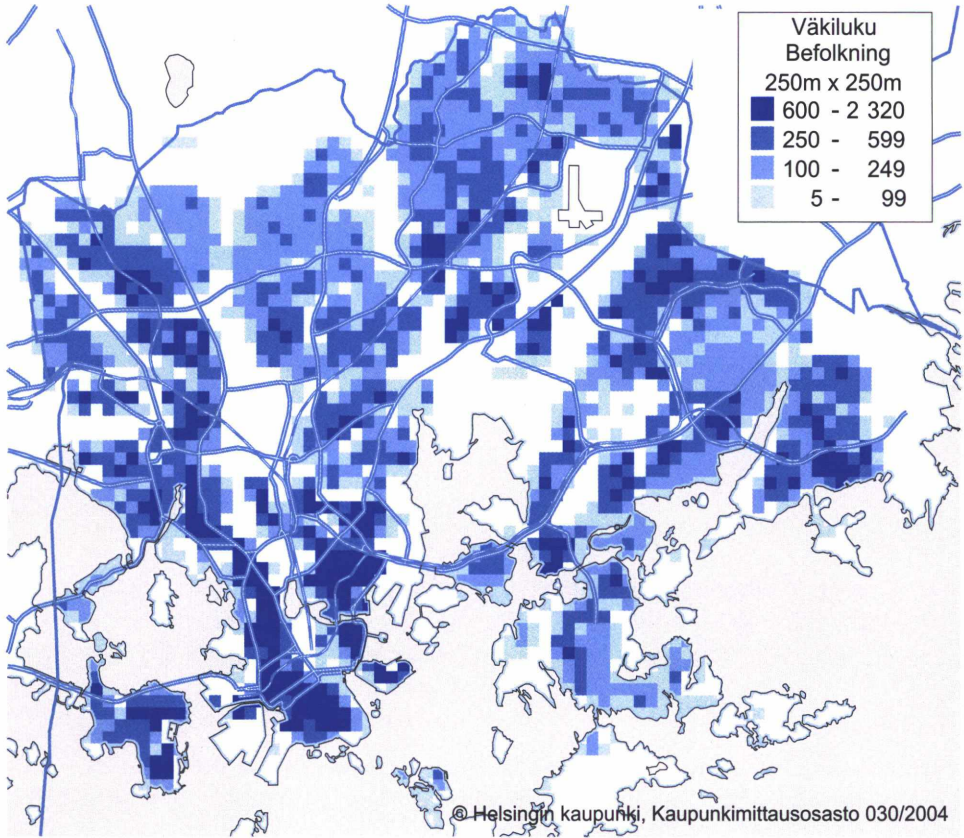 Väkiluku
Befolkning
250m x 250m
600 - 2 320
250 - 599
100 - 249
5 - 99
© Helsingin kaupunki, Kaupunkimittausosasto 030/2004